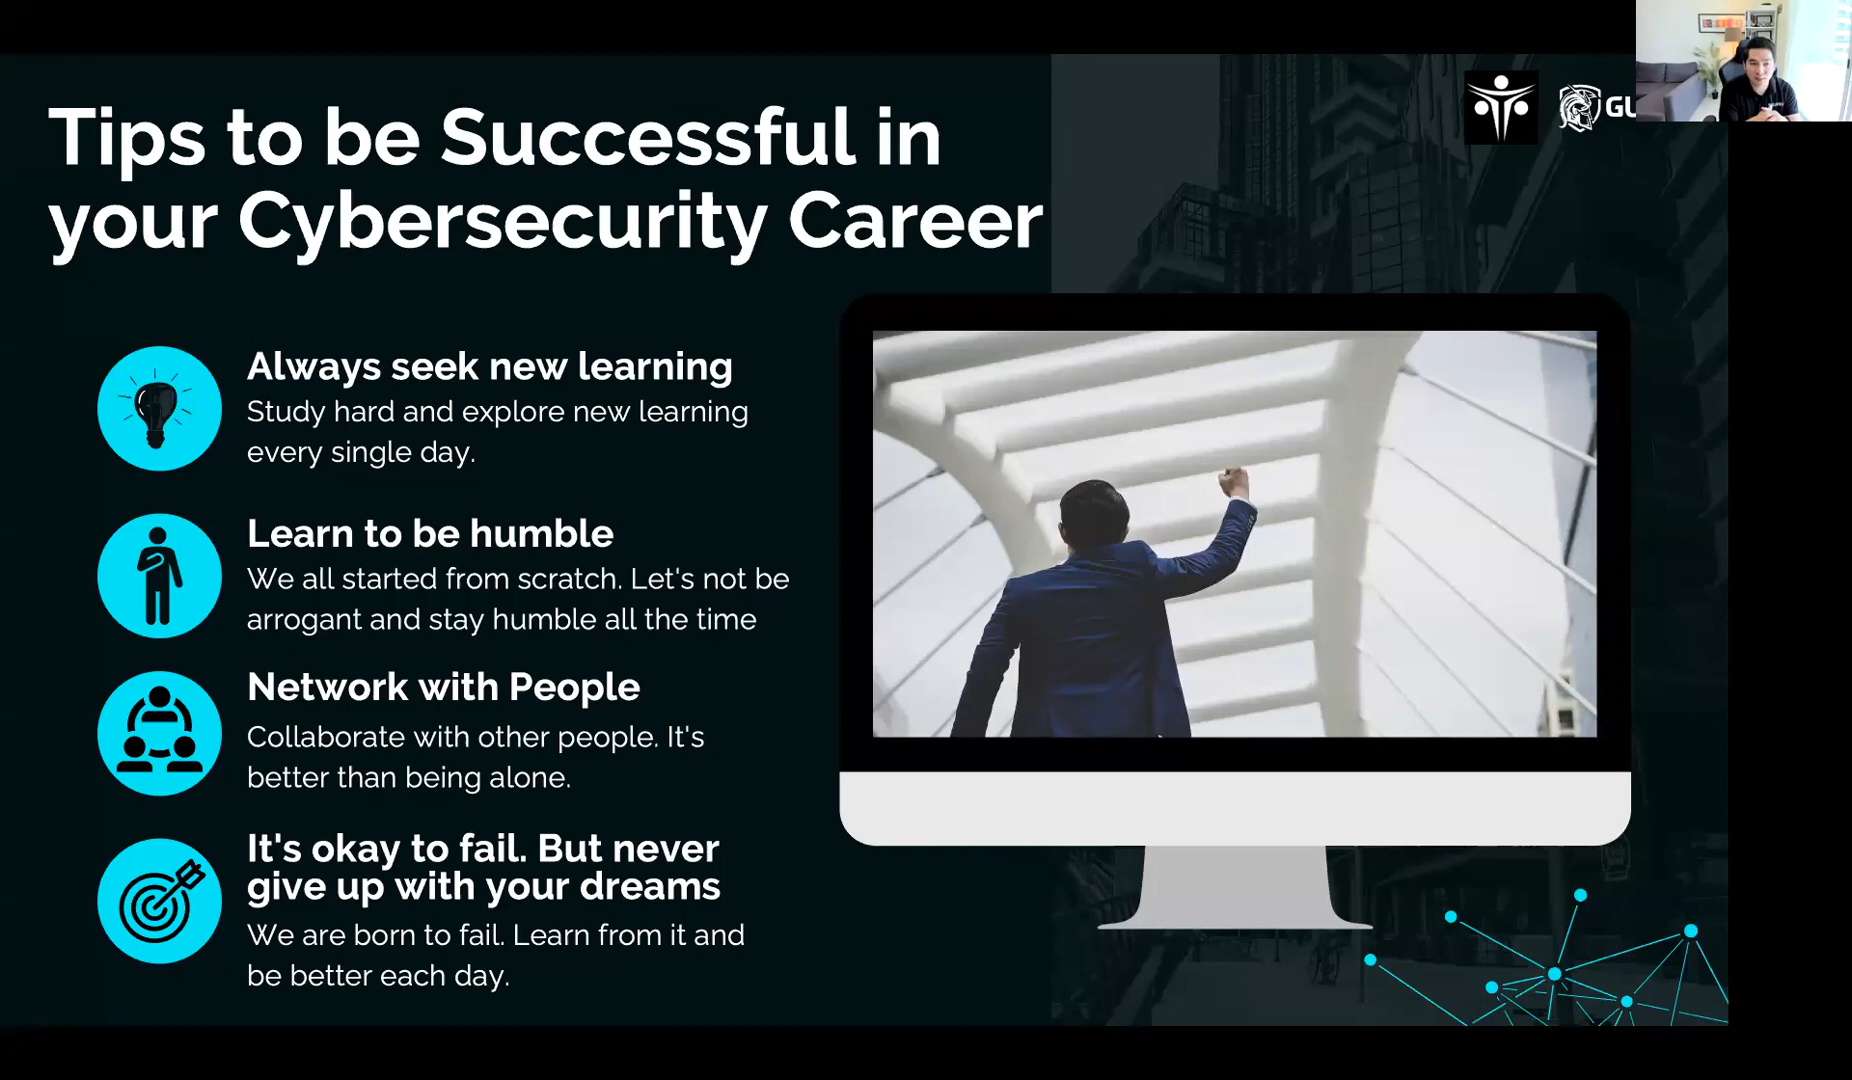 Tips to be Successful in
your Cybersecurity Career
Always seek new learning
Study hard and explore new learning
every single day.
Learn to be humble
We all started from scratch. Let's not be
arrogant and stay humble all the time
Network with People
Collaborate with other people. It's
better than being alone.
It's okay to fail. But never
give up with your dreams
We are born to fail. Learn from it and
be better each day.